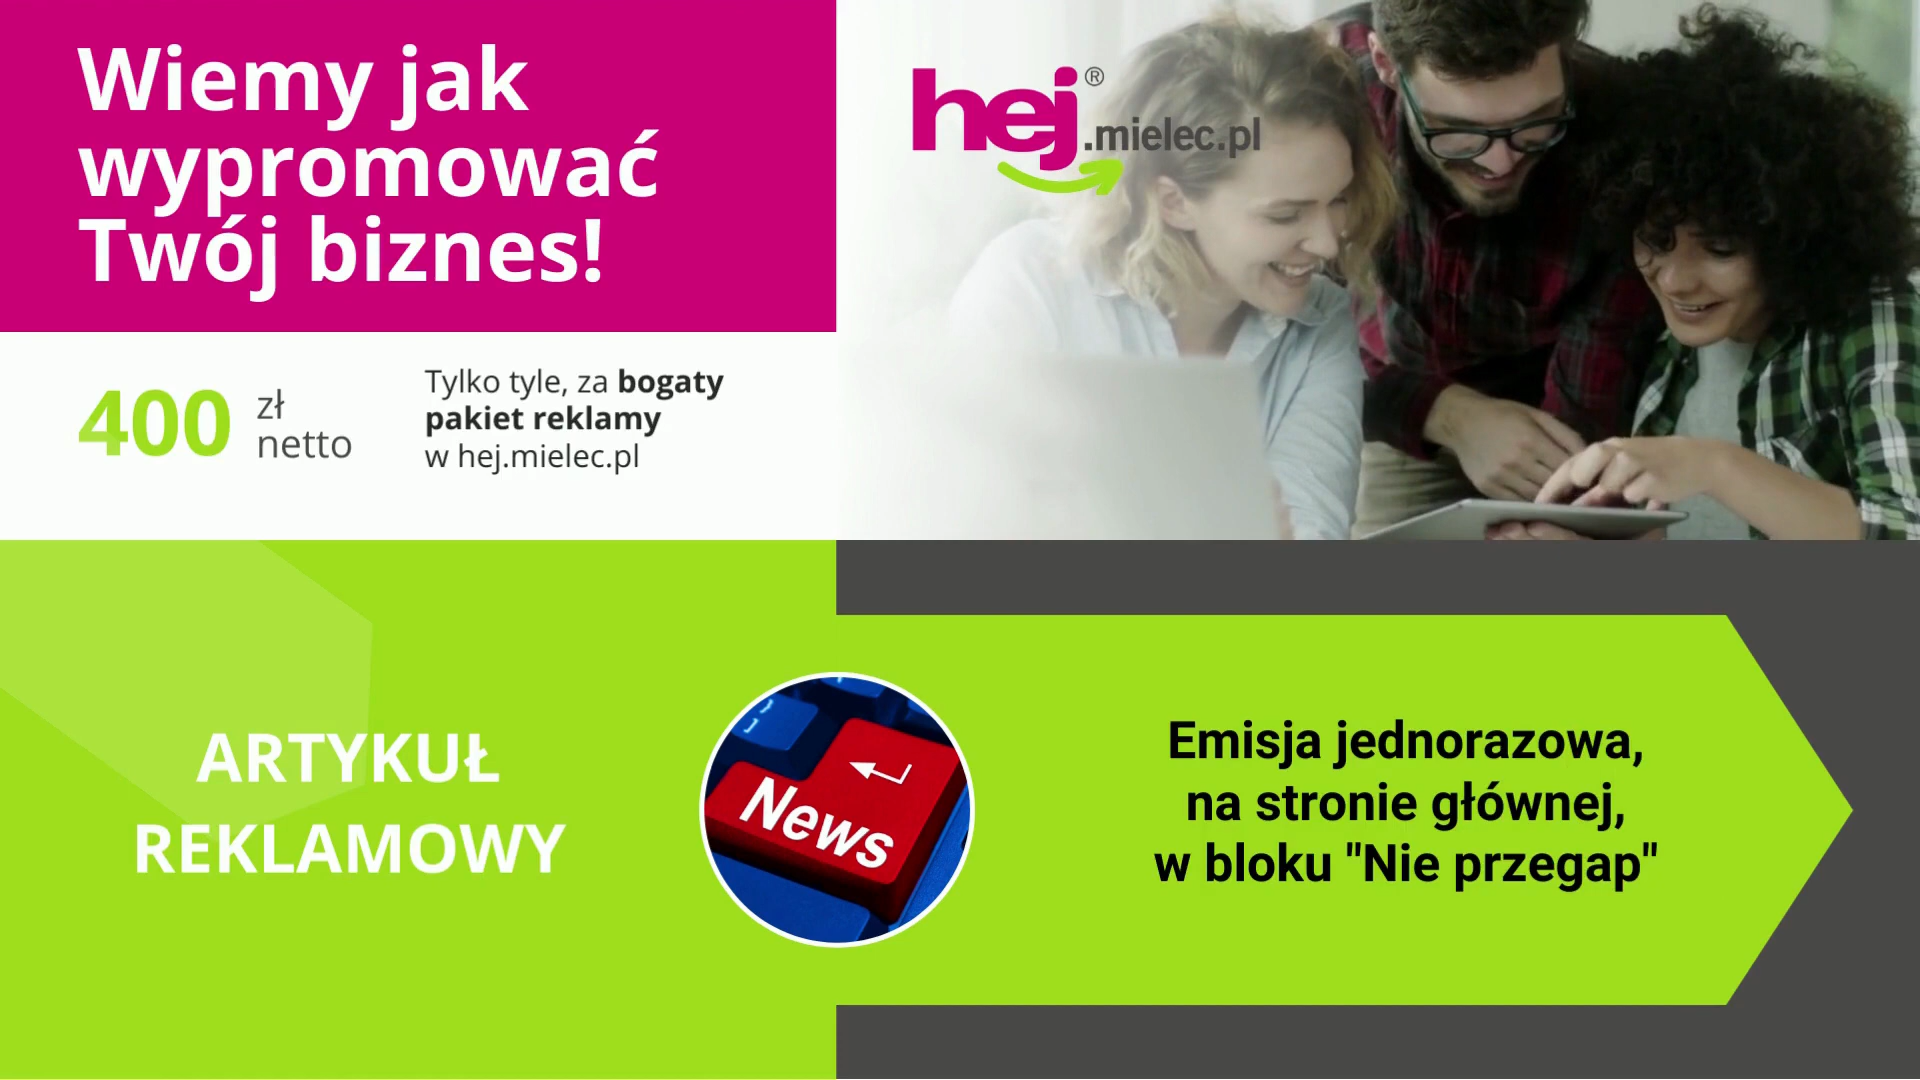 Wiemy jak
wypromować
Twój biznes!
hej®.mielec.pl
400 zł
netto
Tylko tyle, za bogaty
pakiet reklamy
w hej.mielec.pl
ARTYKUŁ
REKLAMOWY
News
Emisja jednorazowa,
na stronie głównej,
w bloku "Nie przegap"